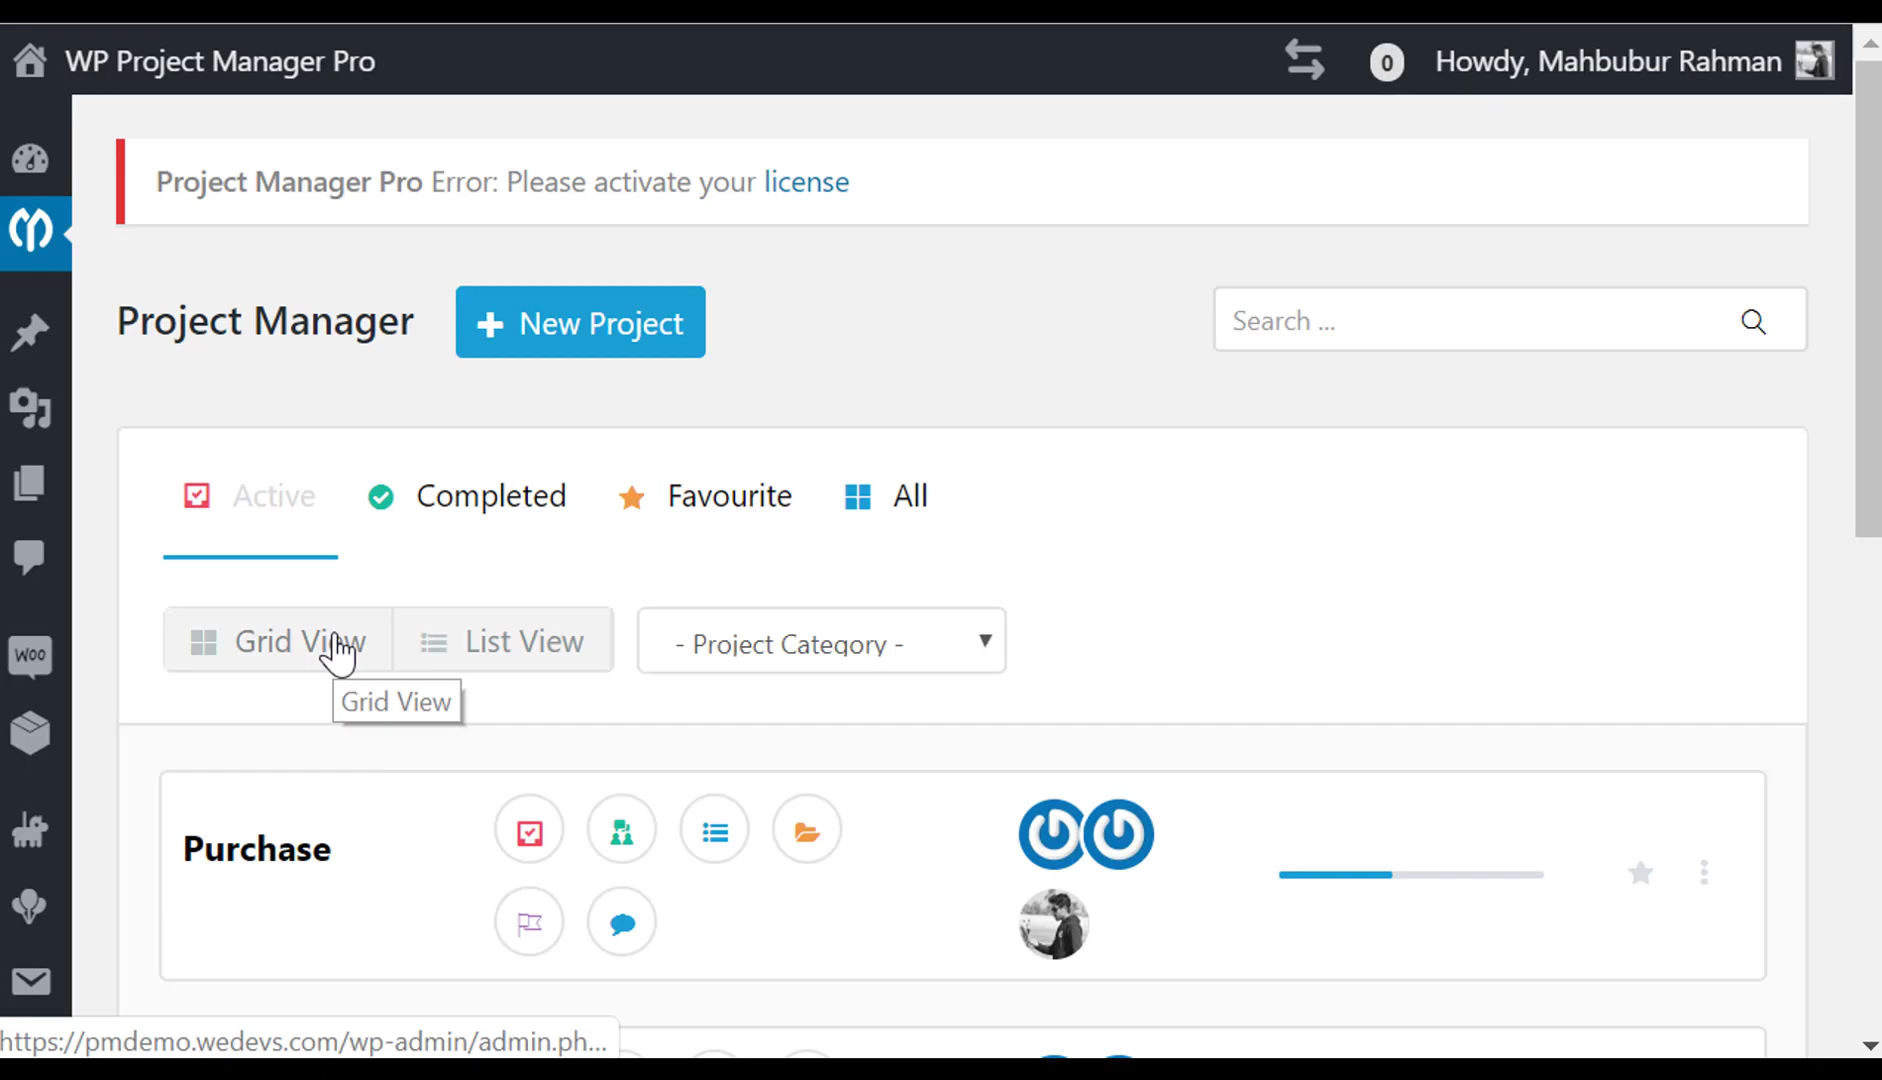 WP Project Manager Pro
0
Howdy, Mahbubur Rahman
Project Manager Pro Error: Please activate your license
Project Manager
New Project
Search ...
Active
Completed
Favourite
All
Grid View
List View
- Project Category -
Grid View
WOO
Purchase
https://pmdemo.wedevs.com/wp-admin/admin.ph...